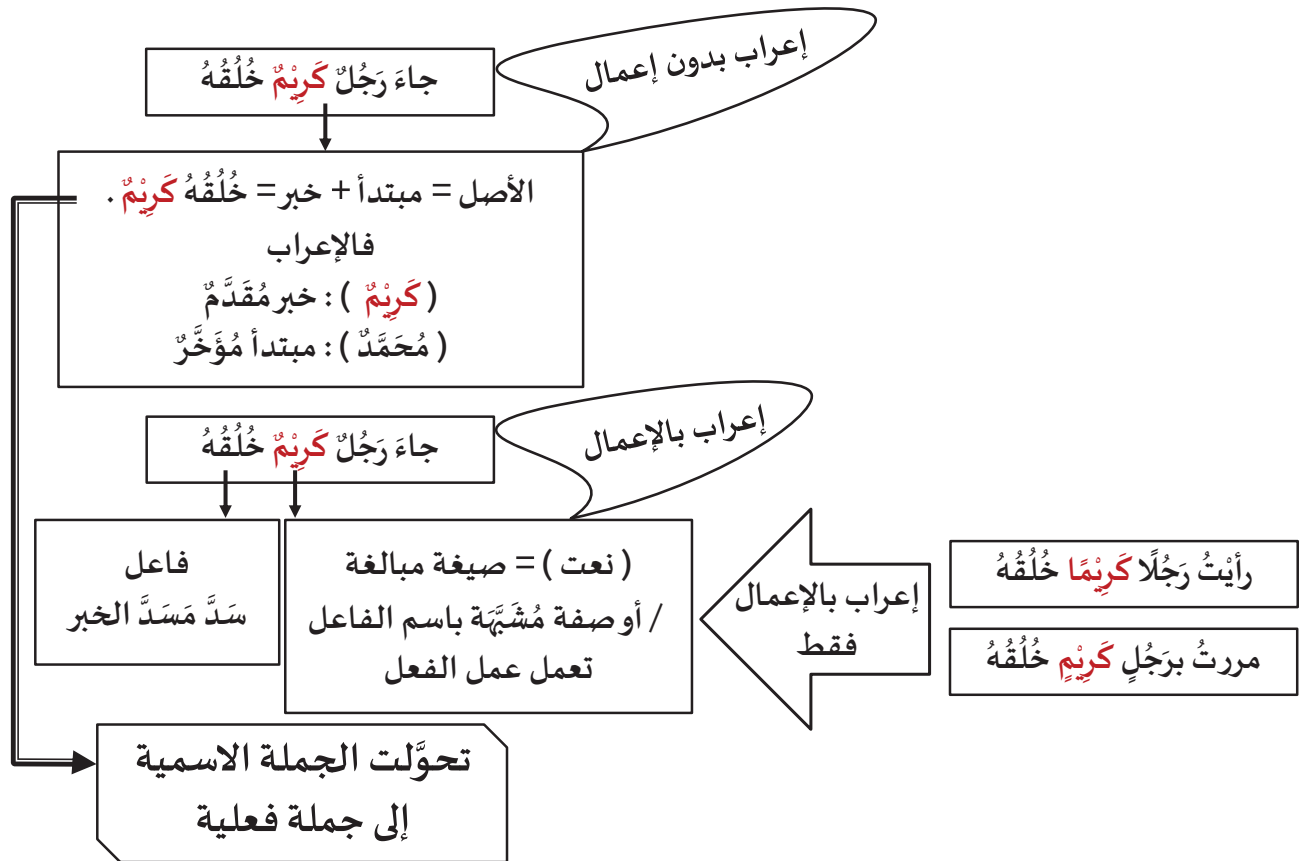 إعراب بدون إعمال
جاءَ رَجُلٌ كَرِيْمٌ خُلُقُهُ
الأصل = مبتدأ + خبر = خُلُقُهُ كَرِيْمٌ .
فالإعراب
( كَرِيْمٌ ) : خبر مُقَدَّمٌ
( مُحَمَّدٌ ) : مبتدأ مُؤَخَّرٌ
إعراب بالإعمال
جاءَ رَجُلٌ كَرِيْمٌ خُلُقُهُ
رأيْتُ رَجُلًا كَرِيْمًا خُلُقُهُ
مررتُ برَجُلٍ كَرِيْمٍ خُلُقُهُ
إعراب بالإعمال
فقط
( نعت ) = صيغة مبالغة
/ أو صفة مُشَبَّهَة باسم الفاعل
تعمل عمل الفعل
فاعل
سَدَّ مَسَدَّ الخبر
تحوَّلت الجملة الاسمية
إلى جملة فعلية